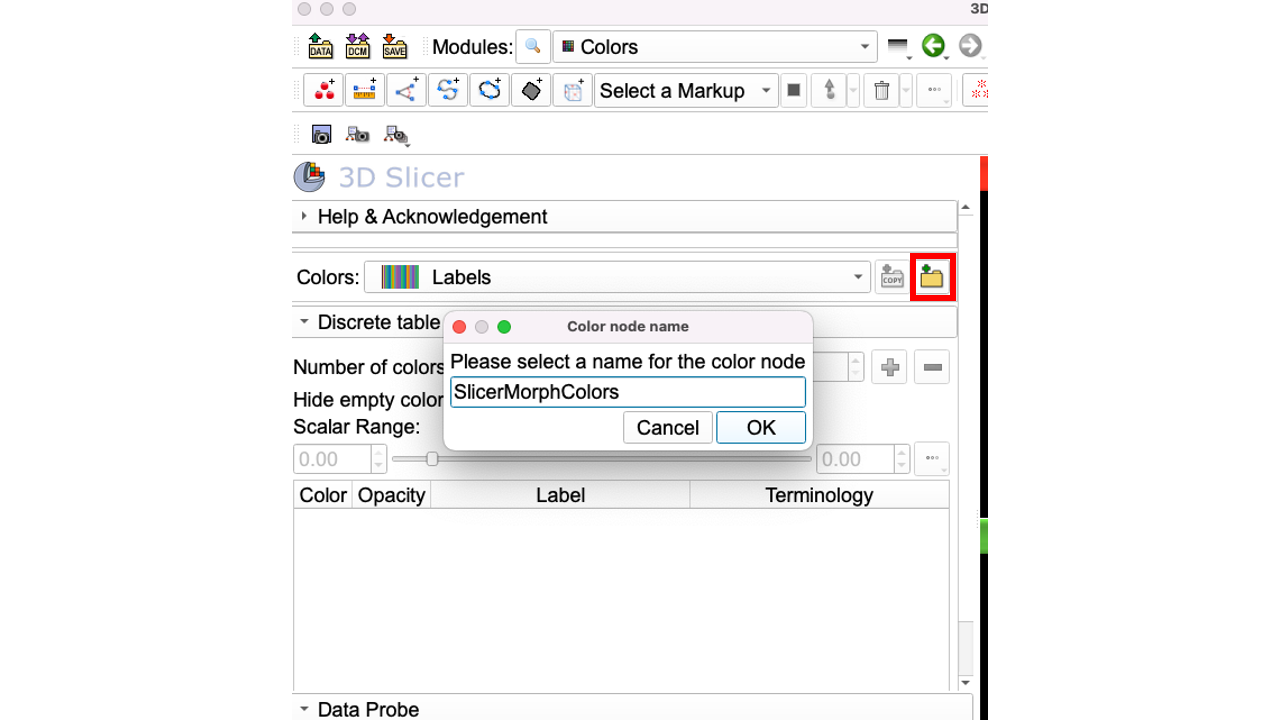 3D
DATA DCM SAVE Modules: Colors
Select a Markup
3D Slicer
Help & Acknowledgement
Colors: Labels COPY
Discrete table
Color node name
Please select a name for the color node
Number of colors
SlicerMorphColors
Hide empty color
Scalar Range:
Cancel OK
0.00 0.00
Color Opacity Label Terminology
Data Probe